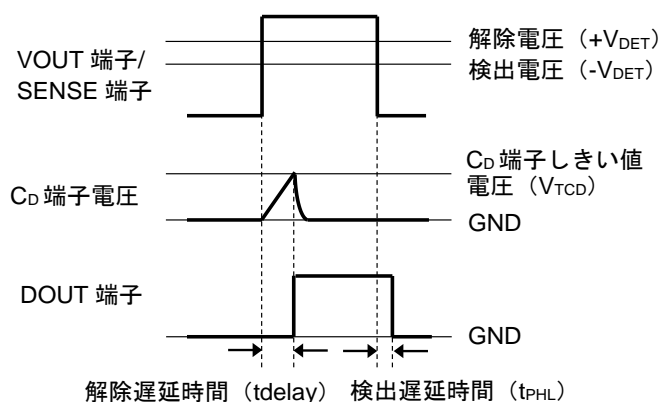 VOUT 端子/
SENSE 端子
解除電圧（+VDET）
検出電圧（-VDET）
CD 端子電圧
CD 端子しきい値
電圧（VTCD）
GND
DOUT 端子
GND
解除遅延時間（tdelay） 検出遅延時間（tPHL）